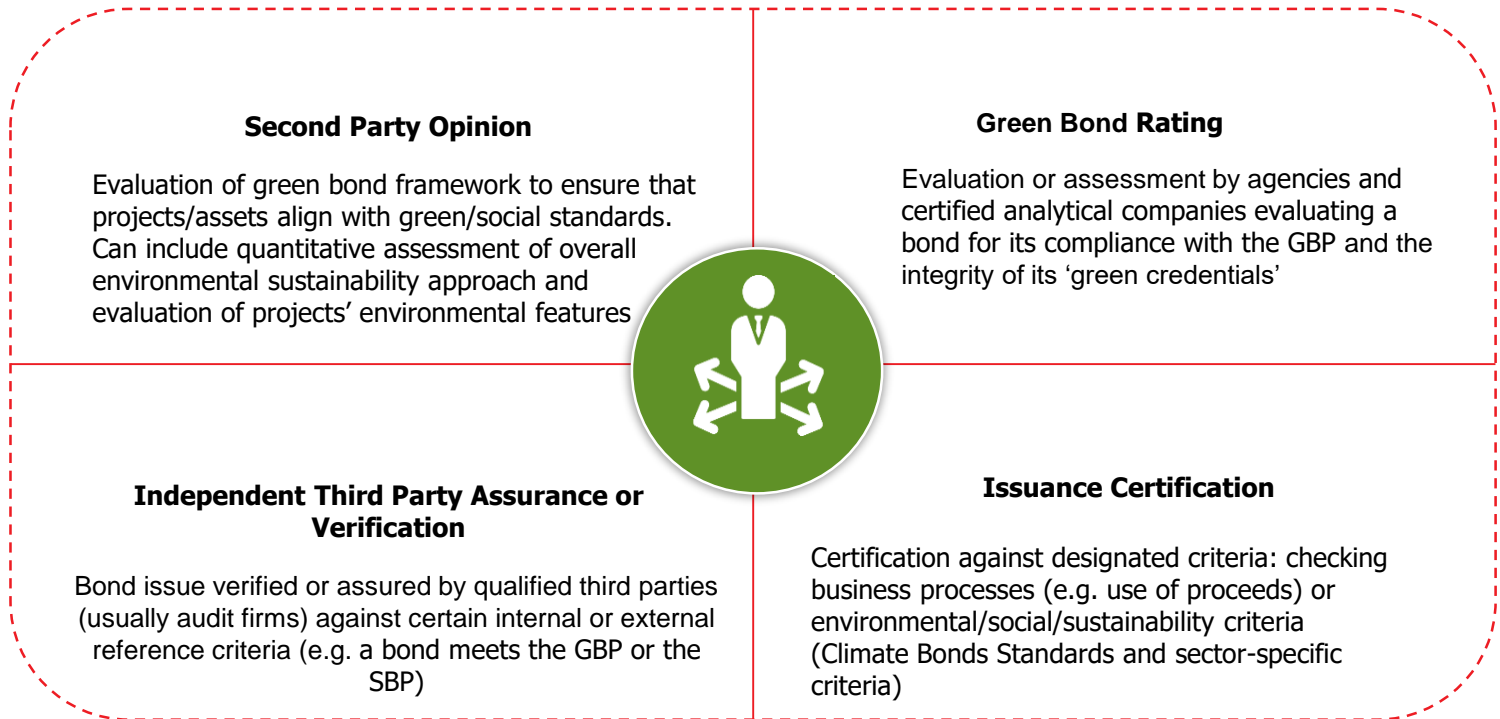 Second Party Opinion
Evaluation of green bond framework to ensure that
projects/assets align with green/social standards.
Can include quantitative assessment of overall
environmental sustainability approach and
evaluation of projects’ environmental features
Green Bond Rating
Evaluation or assessment by agencies and
certified analytical companies evaluating a
bond for its compliance with the GBP and the
integrity of its ‘green credentials’
Independent Third Party Assurance or
Verification
Bond issue verified or assured by qualified third parties
(usually audit firms) against certain internal or external
reference criteria (e.g. a bond meets the GBP or the
SBP)
Issuance Certification
Certification against designated criteria: checking
business processes (e.g. use of proceeds) or
environmental/social/sustainability criteria
(Climate Bonds Standards and sector-specific
criteria)